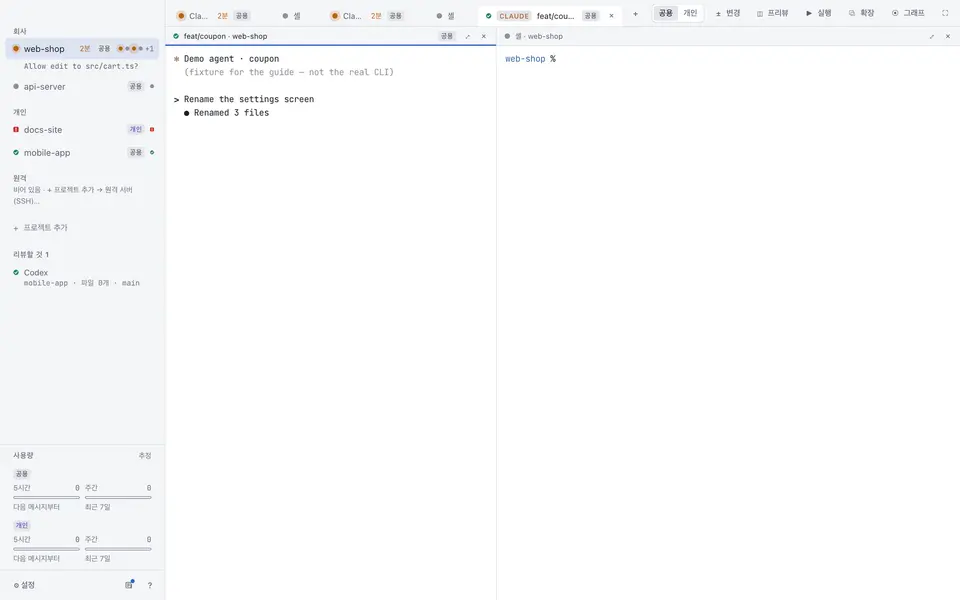 회사
web-shop 2분 공용 +1
Allow edit to src/cart.ts?
api-server 공용
개인
docs-site 개인
mobile-app 공용
원격
비어 있음 · + 프로젝트 추가 → 원격 서버
(SSH)…
+ 프로젝트 추가
리뷰할 것 1
Codex
mobile-app · 파일 0개 · main
사용량 추정
공용
5시간 0 주간 0
다음 메시지부터 최근 7일
개인
5시간 0 주간 0
다음 메시지부터 최근 7일
설정 ?
Cla... 2분 공용 셸 Cla... 2분 공용 셸 CLAUDE feat/cou... 공용 × + 공용 개인 ± 변경 프리뷰 실행 확장 그래프
feat/coupon · web-shop 공용 ×
✻ Demo agent · coupon
(fixture for the guide — not the real CLI)
> Rename the settings screen
● Renamed 3 files
셸 · web-shop ×
web-shop %